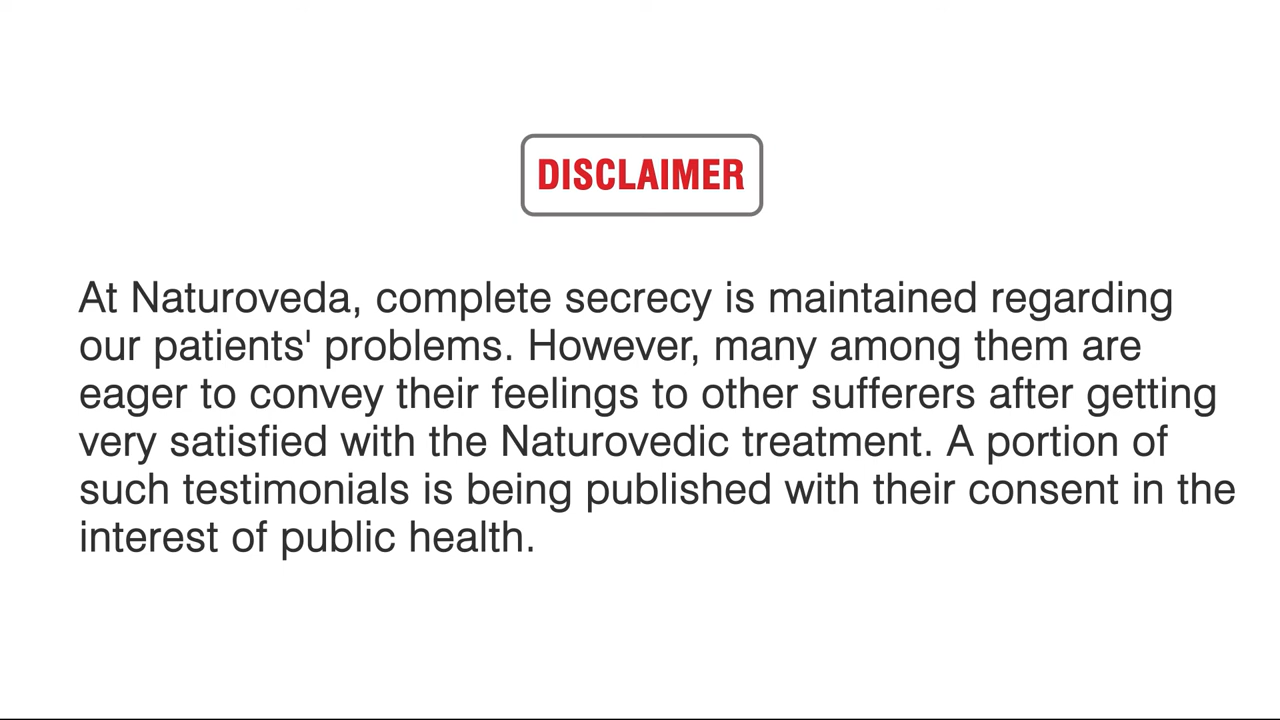 DISCLAIMER
At Naturoveda, complete secrecy is maintained regarding
our patients' problems. However, many among them are
eager to convey their feelings to other sufferers after getting
very satisfied with the Naturovedic treatment. A portion of
such testimonials is being published with their consent in the
interest of public health.